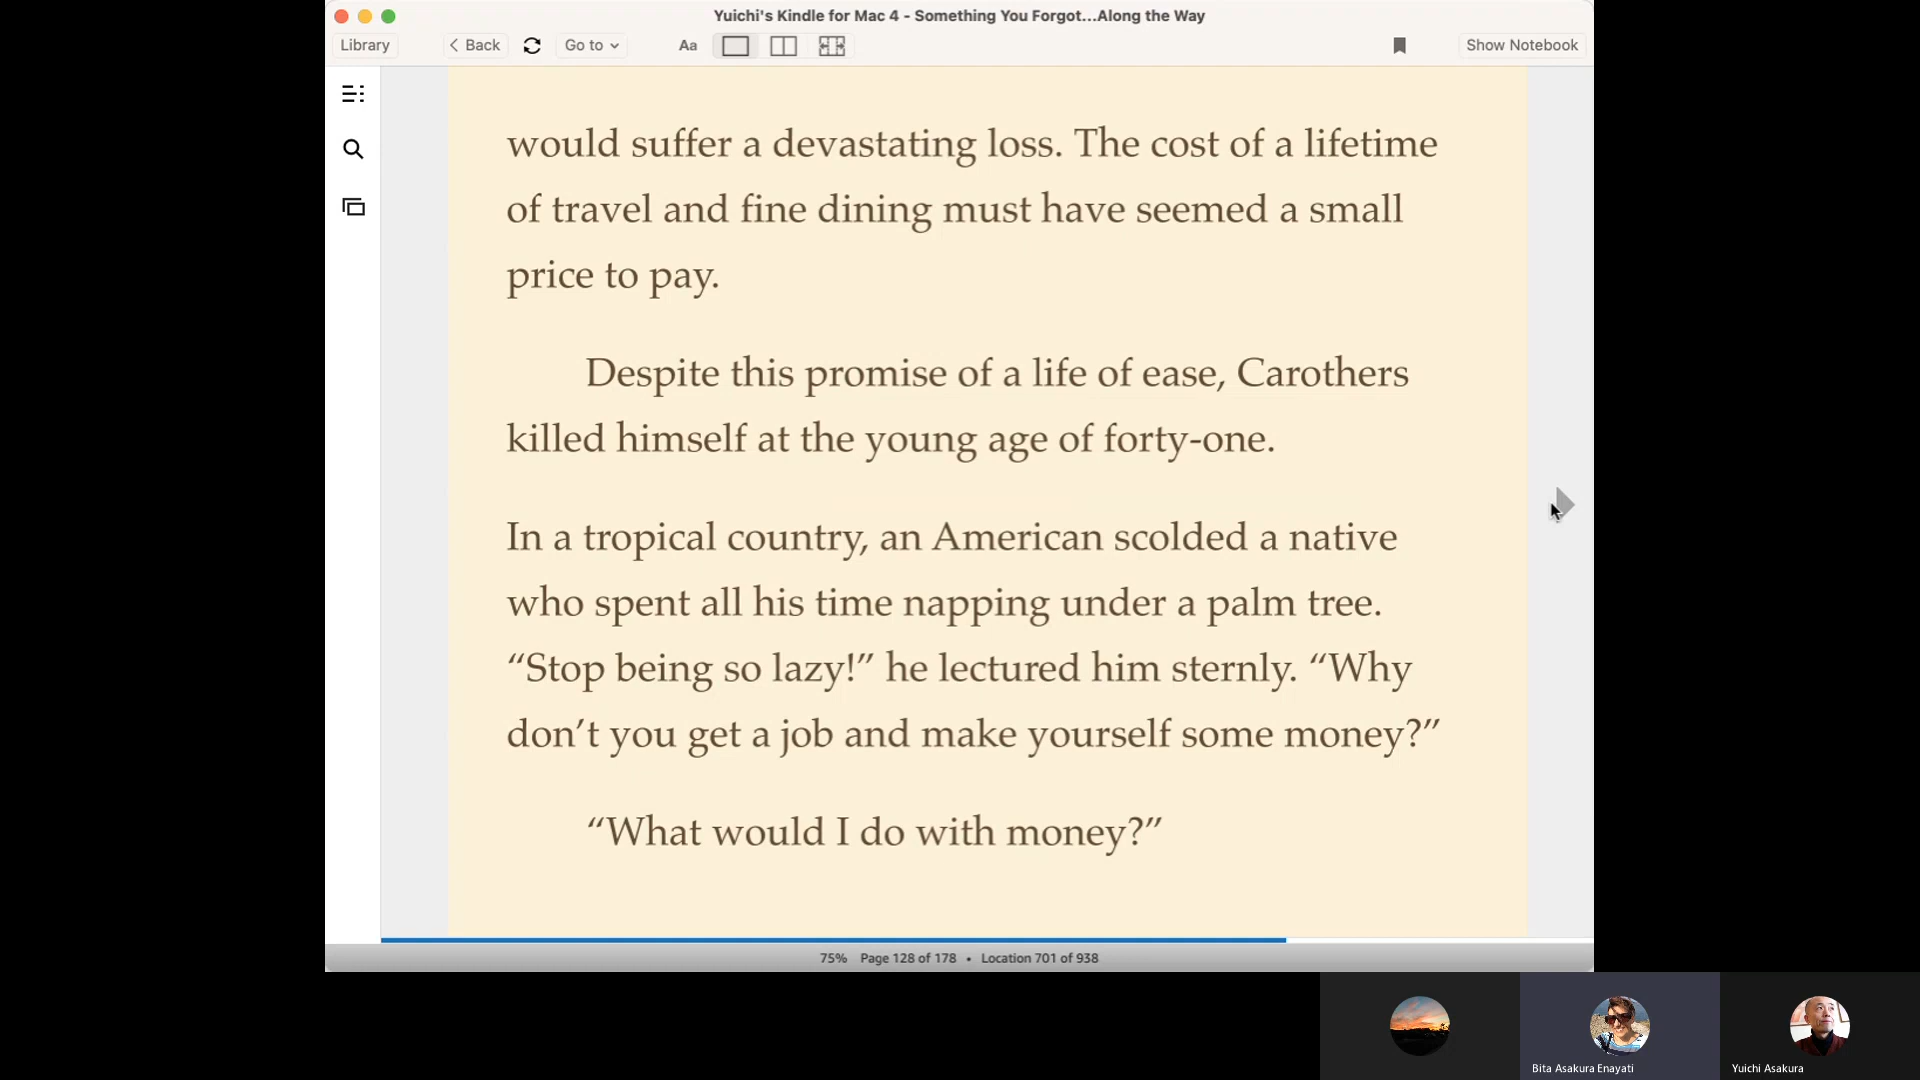 Yuichi's Kindle for Mac 4 - Something You Forgot...Along the Way
Library
Back
Go to
Aa
Show Notebook
would suffer a devastating loss. The cost of a lifetime
of travel and fine dining must have seemed a small
price to pay.
Despite this promise of a life of ease, Carothers
killed himself at the young age of forty-one.
In a tropical country, an American scolded a native
who spent all his time napping under a palm tree.
“Stop being so lazy!” he lectured him sternly. “Why
don’t you get a job and make yourself some money?”
“What would I do with money?”
75% Page 128 of 178 • Location 701 of 938
Bita Asakura Enayati
Yuichi Asakura